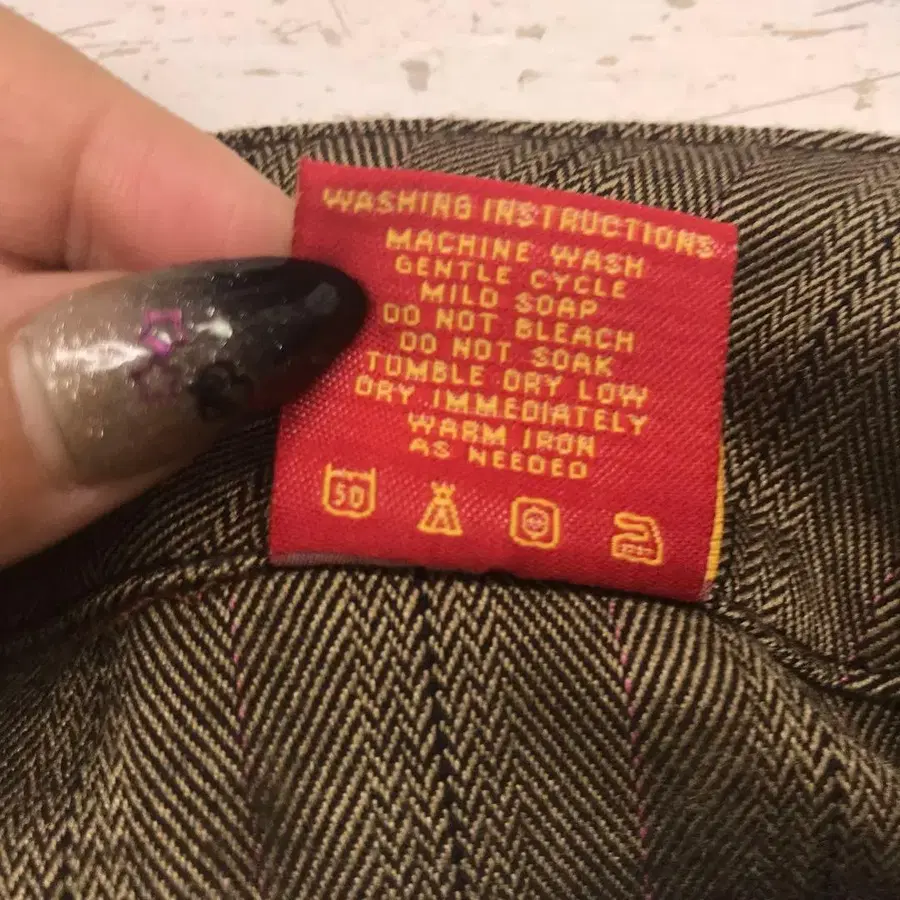 WASHING INSTRUCTIONS
MACHINE WASH
GENTLE CYCLE
MILD SOAP
DO NOT BLEACH
DO NOT SOAK
TUMBLE DRY LOW
DRY IMMEDIATELY
WARM IRON
AS NEEDED
50